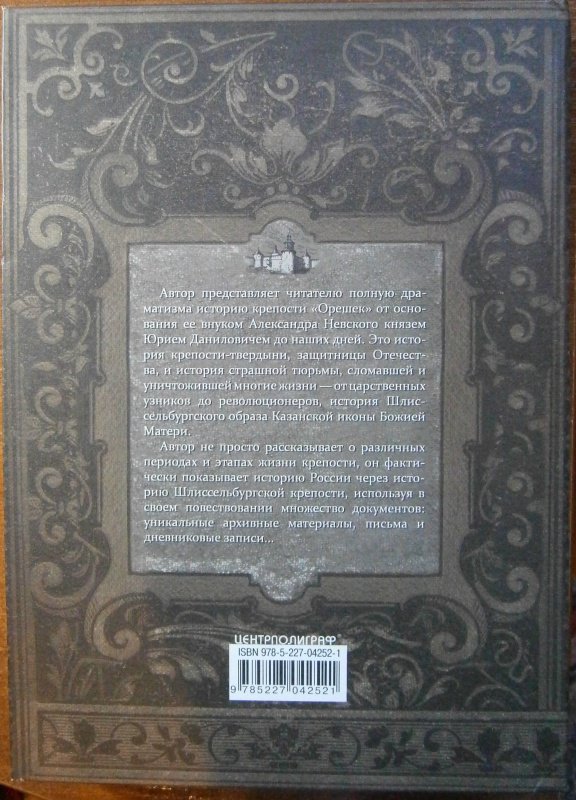 Автор представляет читателю полную дра-
матизма историю крепости «Орешек» от осно-
вания ее внуком Александра Невского князем
Юрием Даниловичем до наших дней. Это ис-
тория крепости-твердыни, защитницы Отечест-
ва, и история страшной тюрьмы, сломавшей и
уничтожившей многие жизни — от царственных
узников до революционеров, история Шлис-
сельбургского образа Казанской иконы Божией
Матери.
Автор не просто рассказывает о различных
периодах и этапах жизни крепости, он факти-
чески показывает историю России через исто-
рию Шлиссельбургской крепости, используя в
своем повествовании множество документов:
уникальные архивные материалы, письма и
дневниковые записи...
ЦЕНТРПОЛИГРАФ®
ISBN 978-5-227-04252-1
9 785227 042521